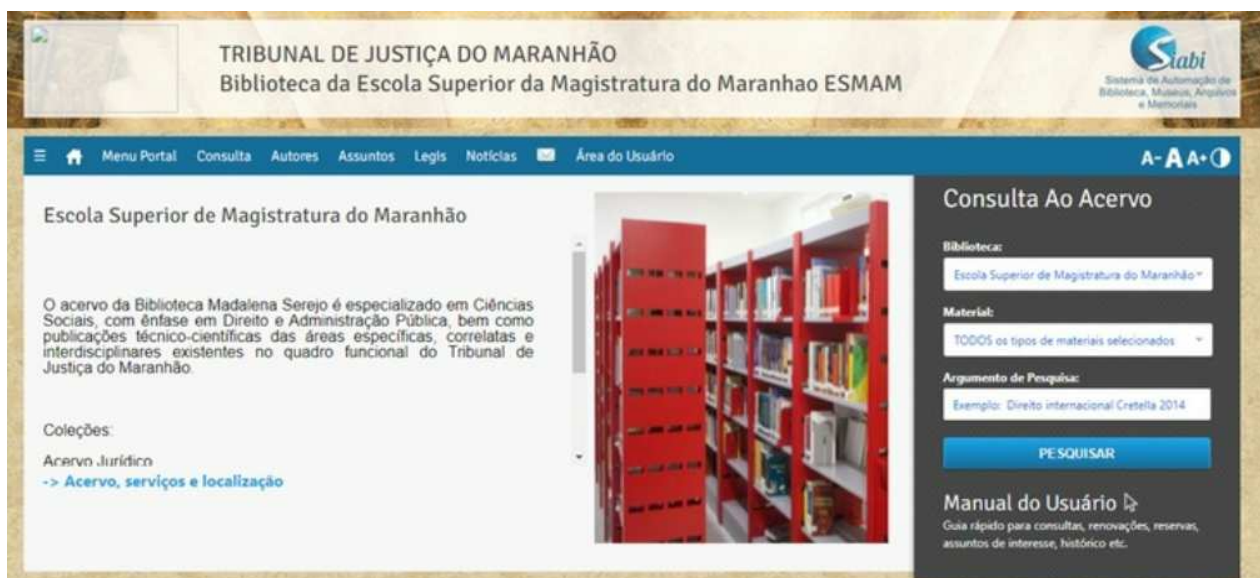 TRIBUNAL DE JUSTIÇA DO MARANHÃO
Biblioteca da Escola Superior da Magistratura do Maranhao ESMAM
Siabi
Sistema de Automação de
Biblioteca, Museus, Arquivos
e Memoriais
Menu Portal Consulta Autores Assuntos Legis Notícias Área do Usuário
A- A A+
Escola Superior de Magistratura do Maranhão
O acervo da Biblioteca Madalena Serejo é especializado em Ciências
Sociais, com ênfase em Direito e Administração Pública, bem como
publicações técnico-científicas das áreas específicas, correlatas e
interdisciplinares existentes no quadro funcional do Tribunal de
Justiça do Maranhão.
Coleções:
Acervo Jurídico
-> Acervo, serviços e localização
Consulta Ao Acervo
Biblioteca:
Escola Superior de Magistratura do Maranhão
Material:
TODOS os tipos de materiais selecionados
Argumento de Pesquisa:
Exemplo: Direito internacional Cretella 2014
PESQUISAR
Manual do Usuário
Guia rápido para consultas, renovações, reservas,
assuntos de interesse, histórico etc.